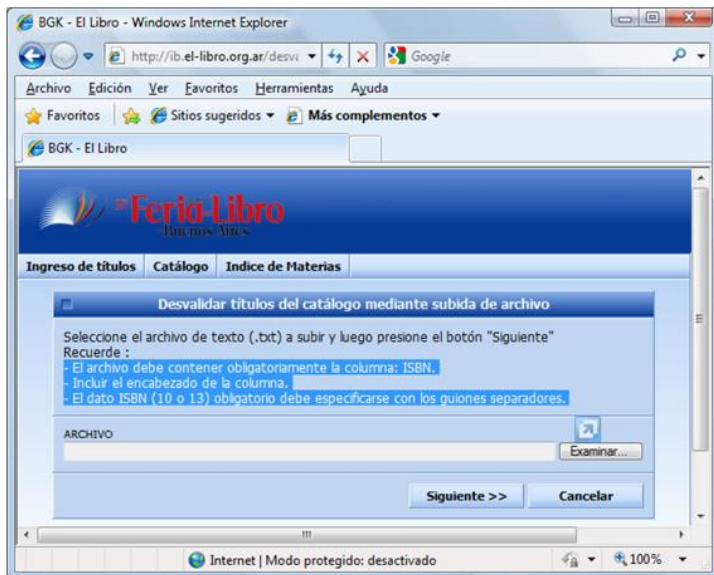 BGK - El Libro - Windows Internet Explorer
http://ib.el-libro.org.ar/desv
Google
Archivo Edición Ver Favoritos Herramientas Ayuda
Favoritos Sitios sugeridos Más complementos
BGK - El Libro
Feria Libro
Buenos Aires
Ingreso de títulos Catálogo Indice de Materias
Desvalidar títulos del catálogo mediante subida de archivo
Seleccione el archivo de texto (.txt) a subir y luego presione el botón "Siguiente"
Recuerde :
- El archivo debe contener obligatoriamente la columna: ISBN.
- Incluir el encabezado de la columna.
- El dato ISBN (10 o 13) obligatorio debe especificarse con los guiones separadores.
ARCHIVO
Examinar...
Siguiente >> Cancelar
Internet | Modo protegido: desactivado 100%